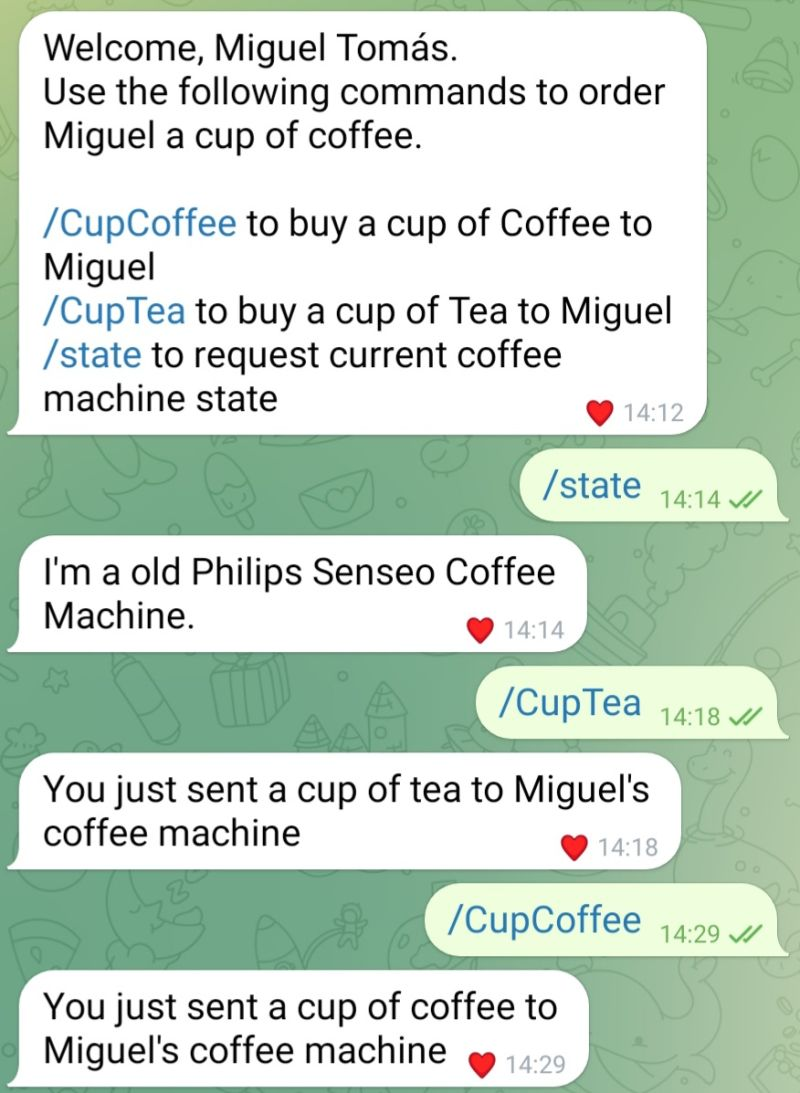 Welcome, Miguel Tomás.
Use the following commands to order
Miguel a cup of coffee.
/CupCoffee to buy a cup of Coffee to
Miguel
/CupTea to buy a cup of Tea to Miguel
/state to request current coffee
machine state
14:12
/state 14:14
I'm a old Philips Senseo Coffee
Machine.
14:14
/CupTea 14:18
You just sent a cup of tea to Miguel's
coffee machine
14:18
/CupCoffee 14:29
You just sent a cup of coffee to
Miguel's coffee machine 14:29